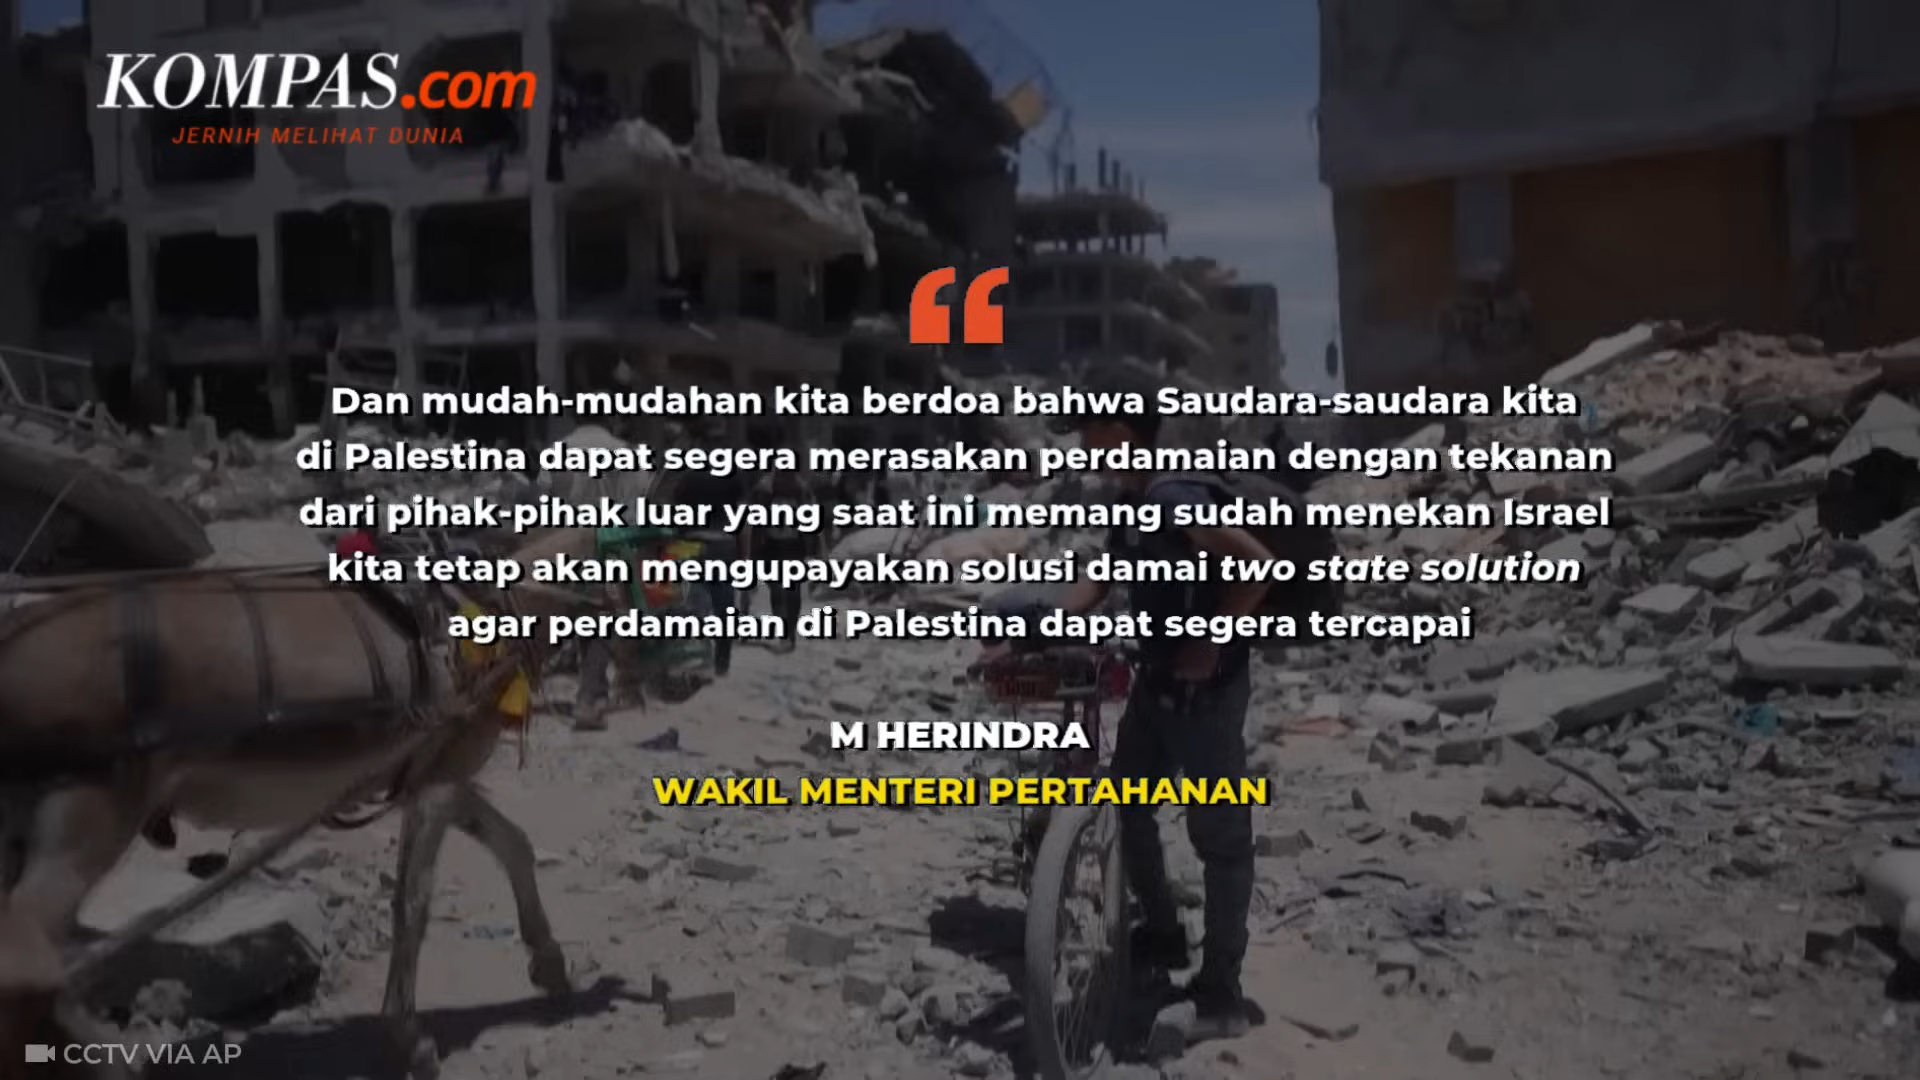 KOMPAS.com
JERNIH MELIHAT DUNIA
“
Dan mudah-mudahan kita berdoa bahwa Saudara-saudara kita
di Palestina dapat segera merasakan perdamaian dengan tekanan
dari pihak-pihak luar yang saat ini memang sudah menekan Israel
kita tetap akan mengupayakan solusi damai two state solution
agar perdamaian di Palestina dapat segera tercapai
M HERINDRA
WAKIL MENTERI PERTAHANAN
CCTV VIA AP